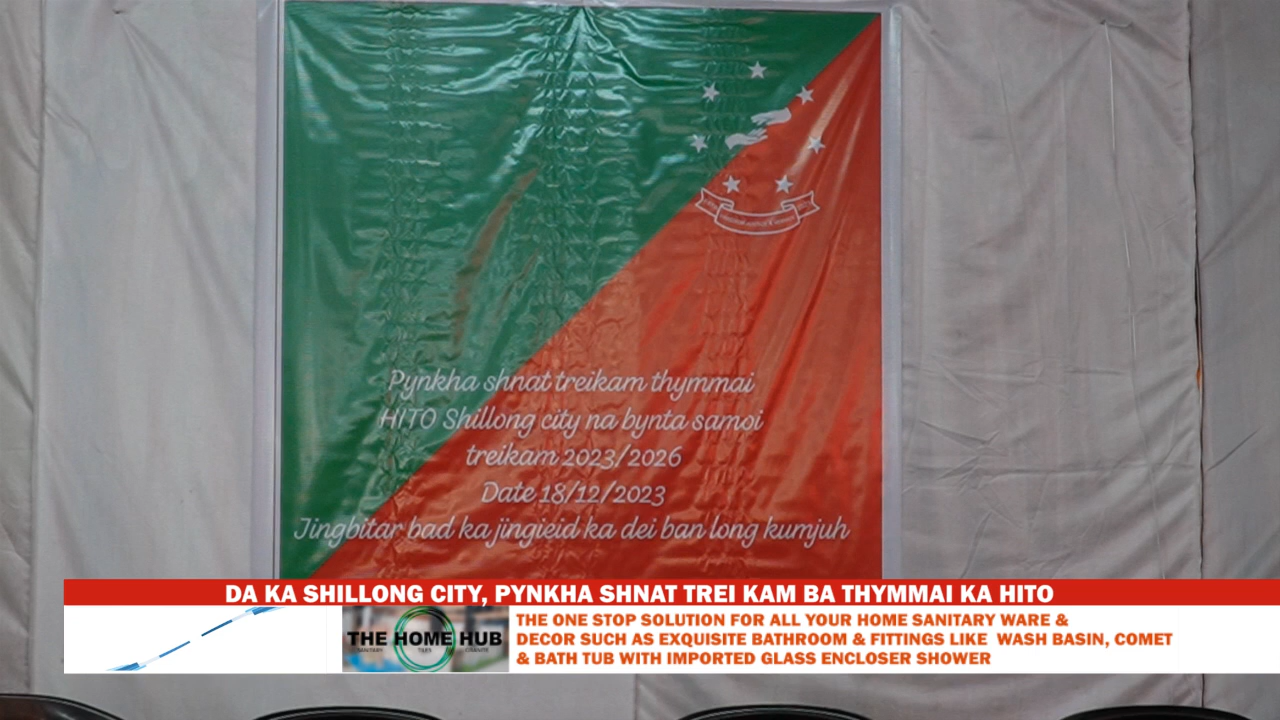 Pynkha shnat treikam thymmai
HITO Shillong city na bynta samoi
treikam 2023/2026
Date 18/12/2023
Jingbitar bad ka jingieid ka dei ban long kumjuh
DA KA SHILLONG CITY, PYNKHA SHNAT TREI KAM BA THYMMAI KA HITO
THE HOME HUB
SANITARY TILES GRANITE
THE ONE STOP SOLUTION FOR ALL YOUR HOME SANITARY WARE &
DECOR SUCH AS EXQUISITE BATHROOM & FITTINGS LIKE WASH BASIN, COMET
& BATH TUB WITH IMPORTED GLASS ENCLOSER SHOWER